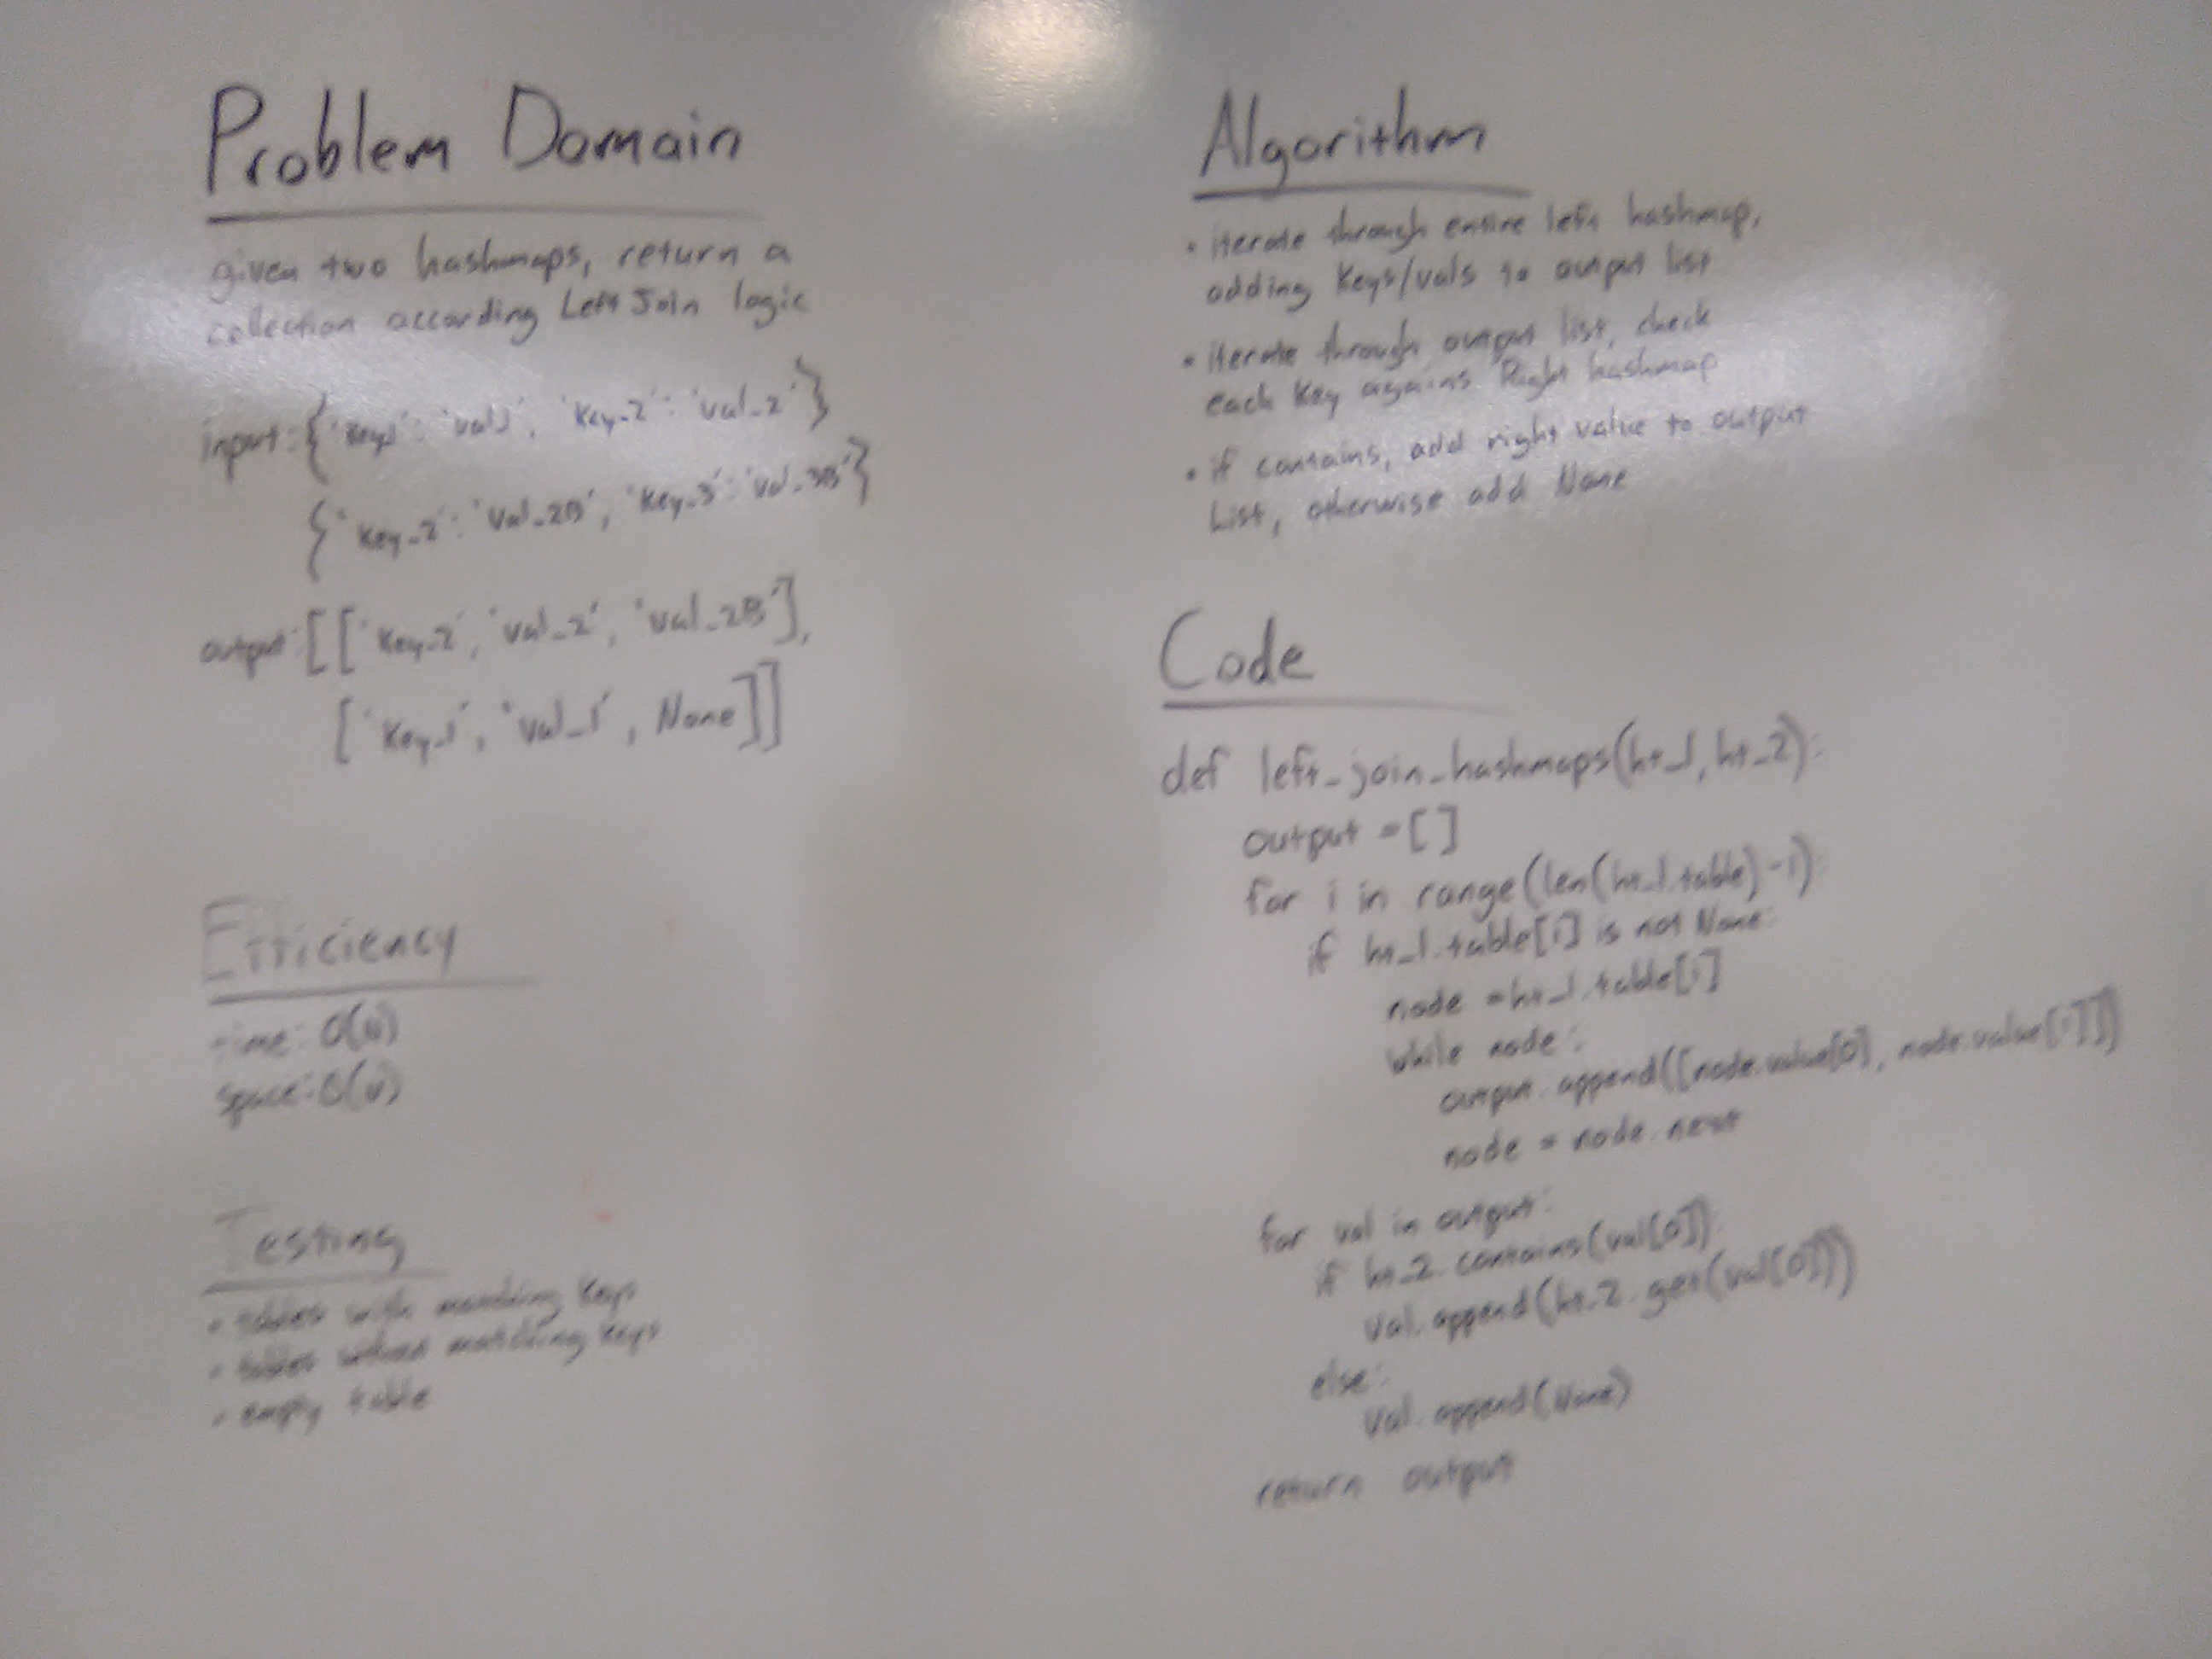 Problem Domain
given two hashmaps, return a
collection according Left Join logic
input: {'Key1': 'val1', 'Key_2': 'val_2'}
{'Key_2': 'Val_2B', 'Key_3': 'val_3B'}
output: [['Key_2', 'val_2', 'val_2B'],
['Key_1', 'val_1', None]]
Efficiency
time: O(N)
space: O(N)
Testing
• tables with matching keys
• tables without matching keys
• empty table
Algorithm
• iterate through entire left hashmap,
adding Keys/vals to output list
• iterate through output list, check
each Key agains Right hashmap
• if contains, add right value to output
List, otherwise add None
Code
def left_join_hashmaps(ht_1, ht_2):
output = []
for i in range(len(ht_1.table)-1):
if ht_1.table[i] is not None:
node = ht_1.table[i]
while node:
output.append([node.value[0], node.value[1]])
node = node.next
for val in output:
if ht_2.contains(val[0]):
val.append(ht_2.get(val[0]))
else:
val.append(None)
return output